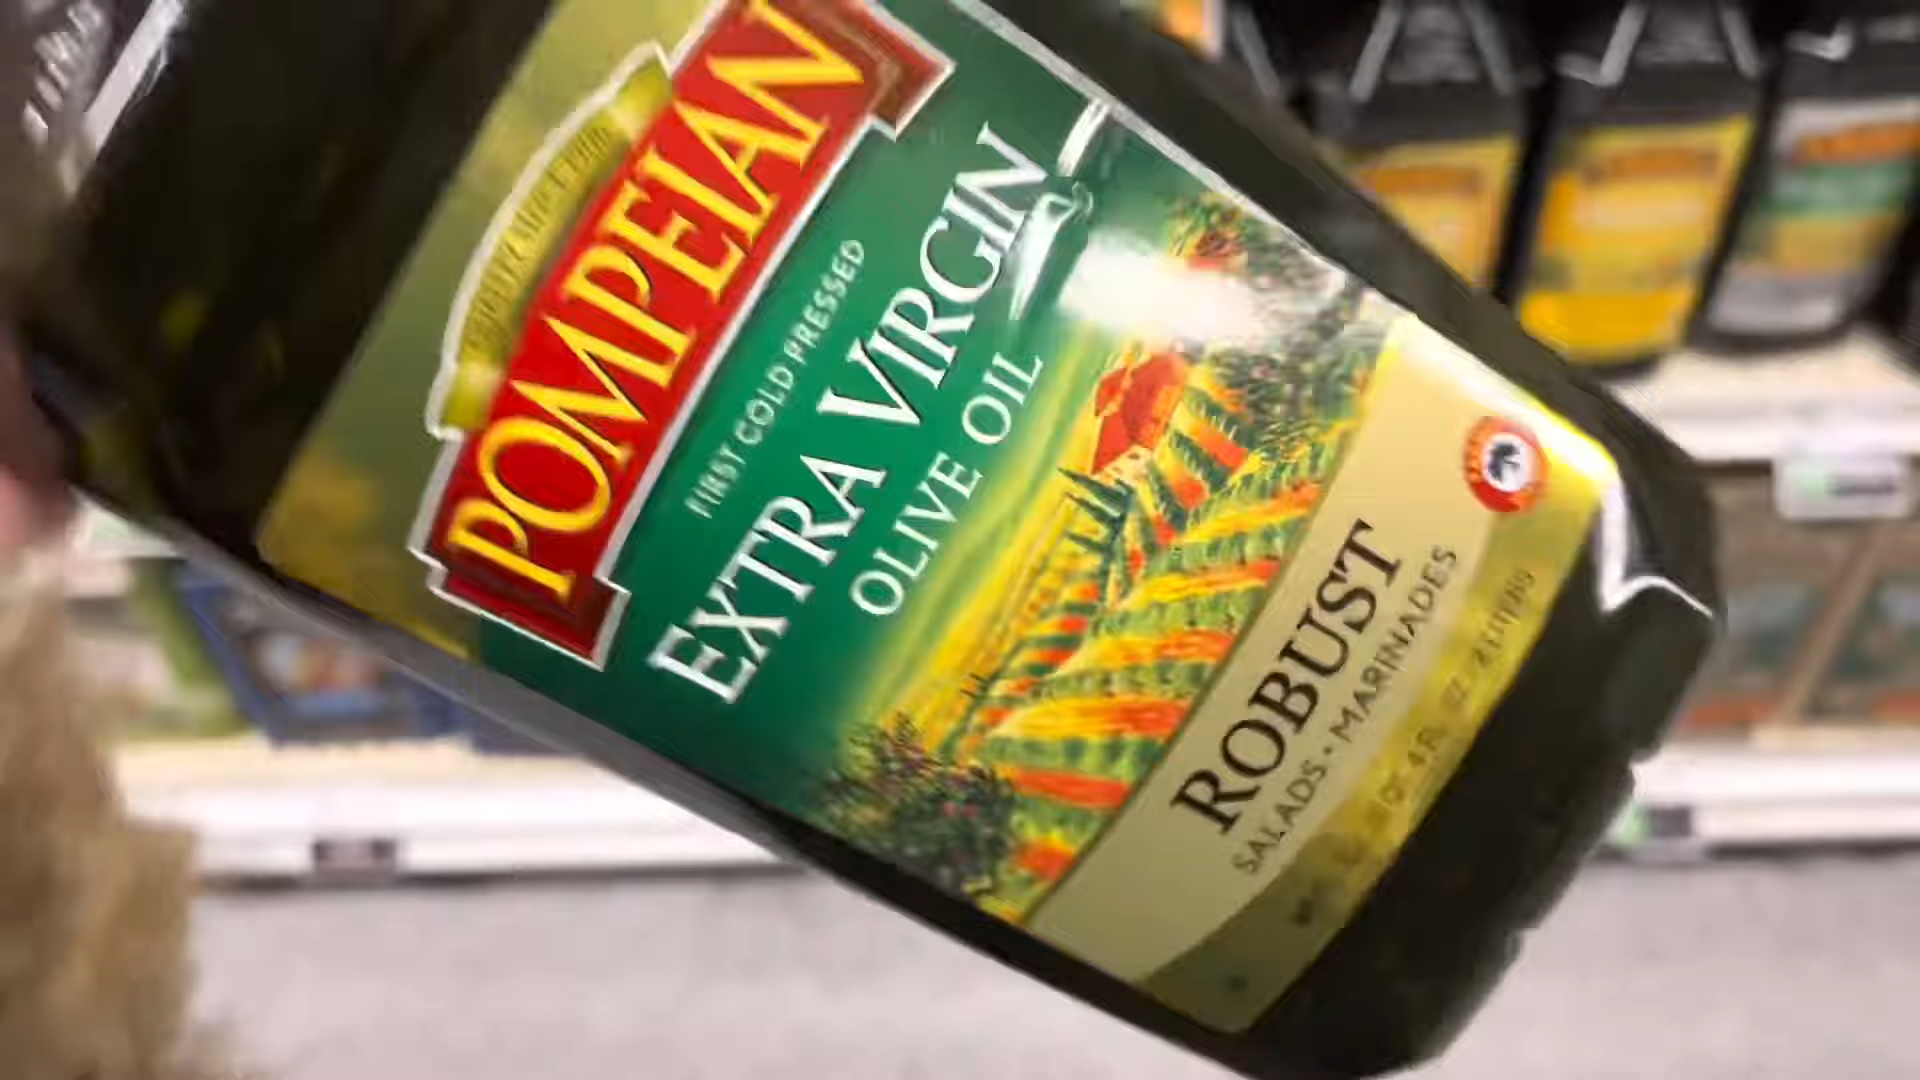 POMPEIAN
FIRST COLD PRESSED
EXTRA VIRGIN
OLIVE OIL
ROBUST
SALADS • MARINADES